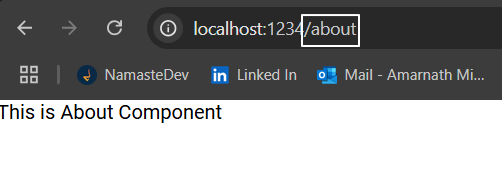 localhost:1234/about
NamasteDev Linked In Mail - Amarnath Mi...
This is About Component